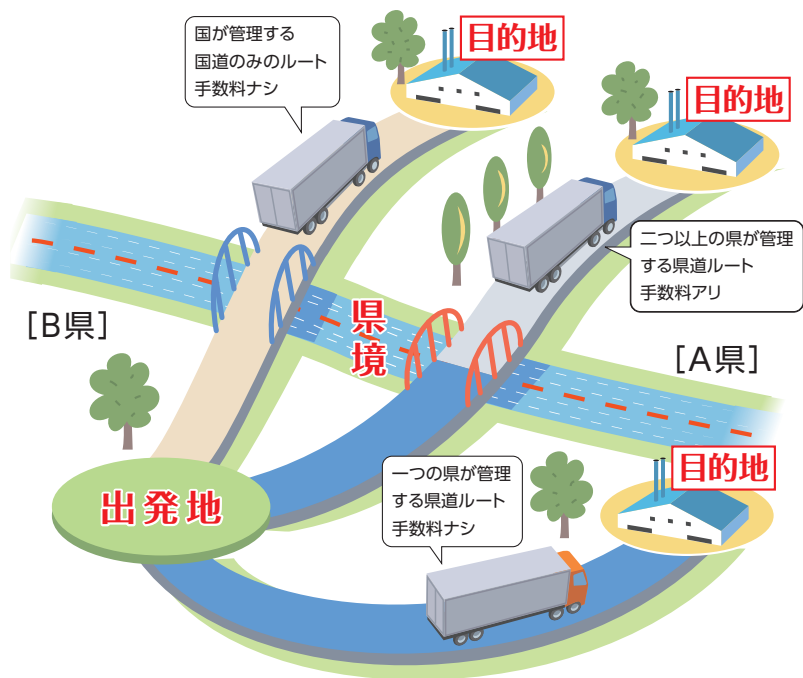 国が管理する
国道のみのルート
手数料ナシ
目的地
目的地
二つ以上の県が管理
する県道ルート
手数料アリ
[B県]
県境
[A県]
目的地
一つの県が管理
する県道ルート
手数料ナシ
出発地